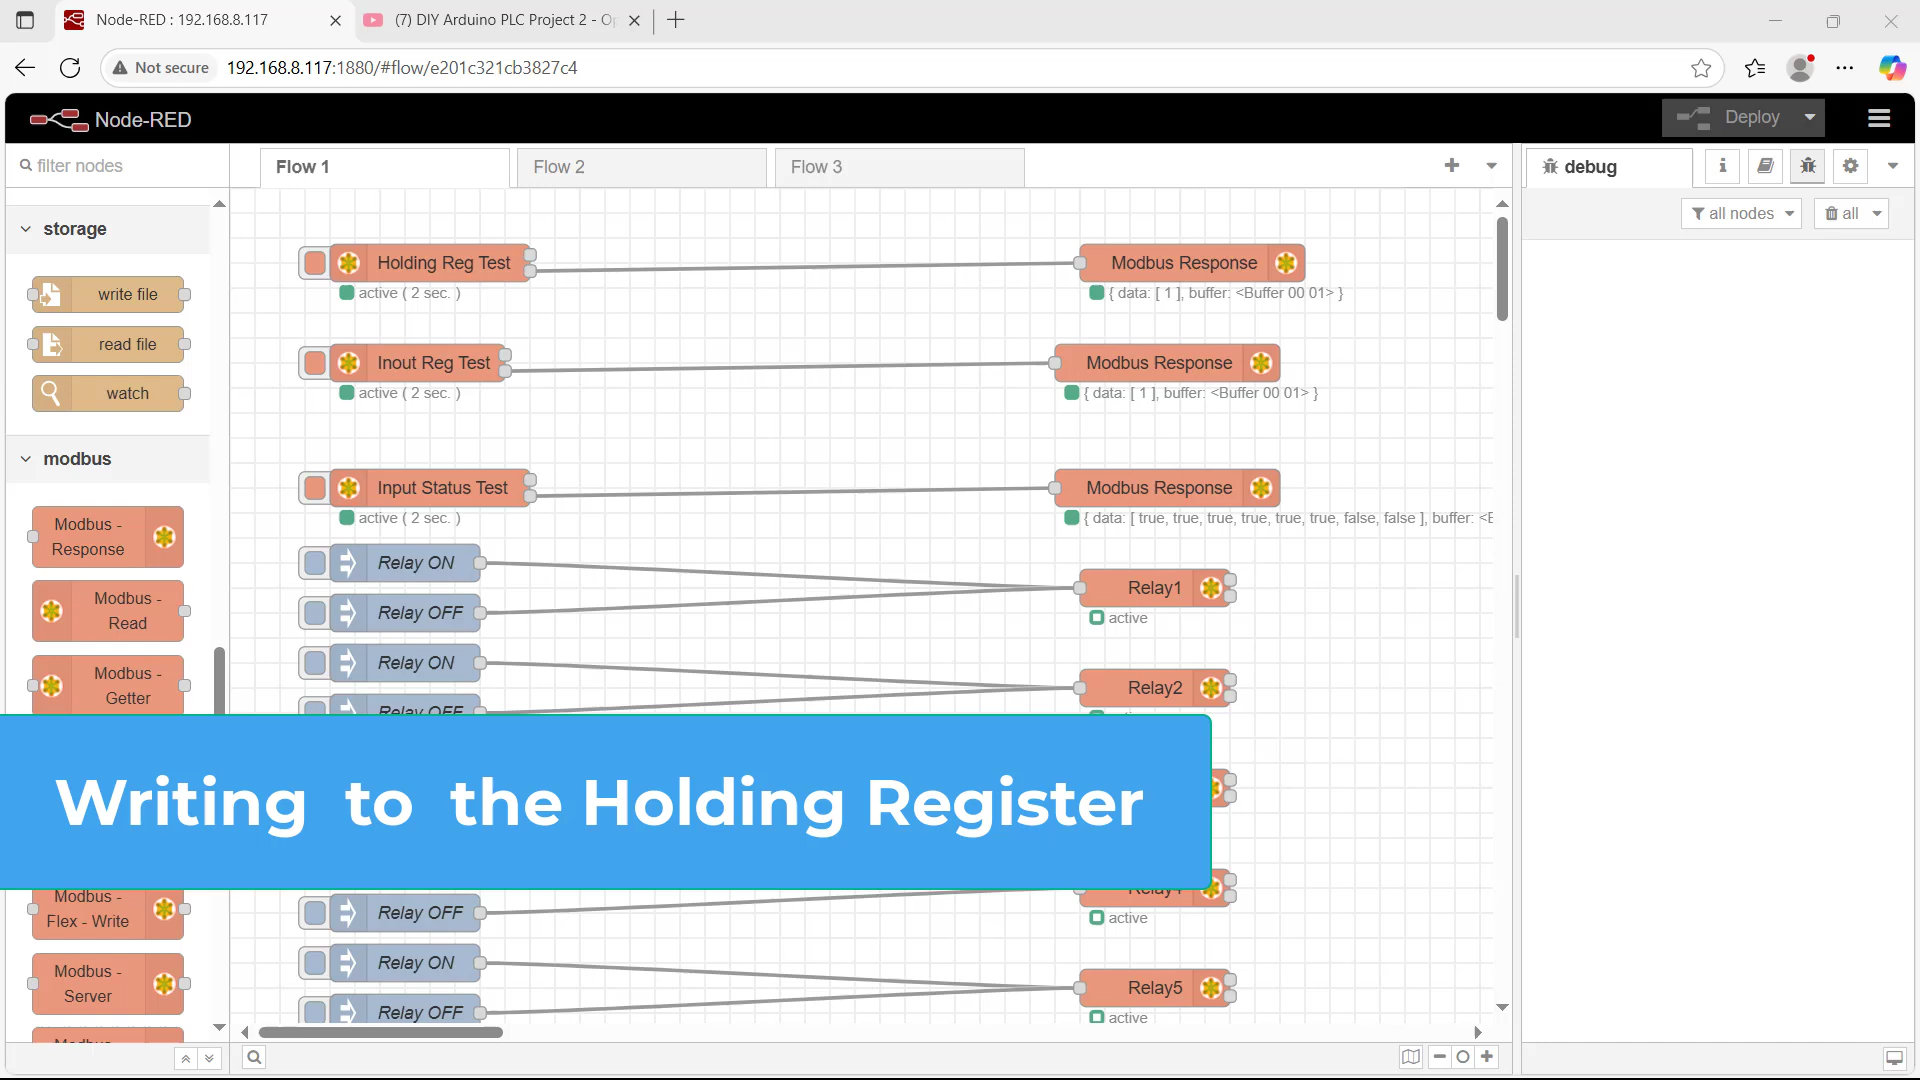 Node-RED : 192.168.8.117
(7) DIY Arduino PLC Project 2 - Op
Not secure
192.168.8.117:1880/#flow/e201c321cb3827c4
Node-RED
Deploy
filter nodes
Flow 1
Flow 2
Flow 3
debug
all nodes
all
storage
write file
read file
watch
modbus
Modbus -
Response
Modbus -
Read
Modbus -
Getter
Modbus -
Flex - Write
Modbus -
Server
Holding Reg Test
active ( 2 sec. )
Modbus Response
{ data: [ 1 ], buffer: <Buffer 00 01> }
Inout Reg Test
active ( 2 sec. )
Modbus Response
{ data: [ 1 ], buffer: <Buffer 00 01> }
Input Status Test
active ( 2 sec. )
Modbus Response
{ data: [ true, true, true, true, true, true, false, false ], buffer: <E
Relay ON
Relay OFF
Relay1
active
Relay ON
Relay OFF
Relay2
Writing to the Holding Register
Relay4
active
Relay OFF
Relay ON
Relay OFF
Relay5
active